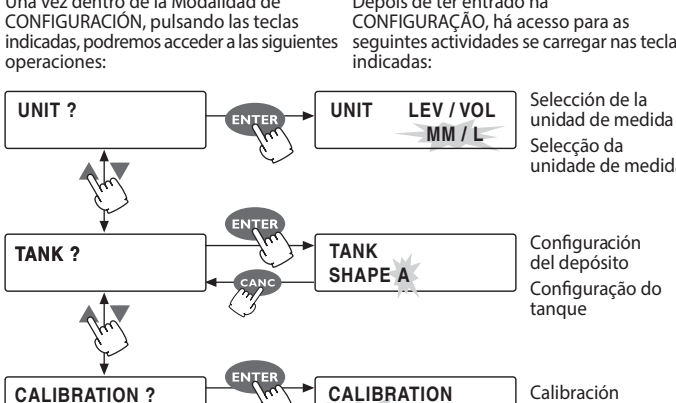 Una vez dentro de la Modalidad de
CONFIGURACIÓN, pulsando las teclas
indicadas, podremos acceder a las siguientes
operaciones:
Depois de ter entrado na
CONFIGURAÇÃO, há acesso para as
seguintes actividades se carregar nas tecla
indicadas:
UNIT ?
ENTER
UNIT LEV / VOL
MM / L
Selección de la
unidad de medida
Selecção da
unidade de medida
TANK ?
ENTER
CANC
TANK
SHAPE A
Configuración
del depósito
Configuração do
tanque
CALIBRATION ?
ENTER
CALIBRATION
Calibración